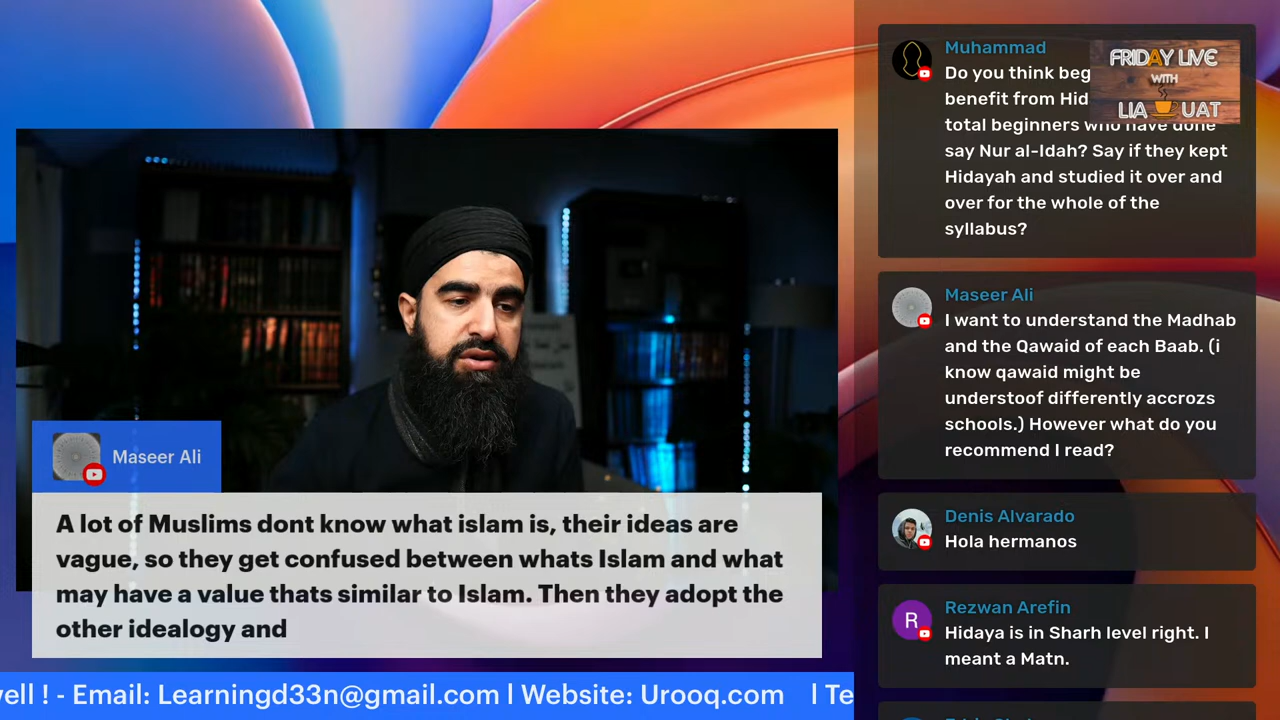 Maseer Ali
A lot of Muslims dont know what islam is, their ideas are
vague, so they get confused between whats Islam and what
may have a value thats similar to Islam. Then they adopt the
other idealogy and
ell ! - Email: Learningd33n@gmail.com l Website: Urooq.com l Te
FRIDAY LIVE
WITH
LIA UAT
Muhammad
Do you think beg
benefit from Hid
total beginners who have done
say Nur al-Idah? Say if they kept
Hidayah and studied it over and
over for the whole of the
syllabus?
Maseer Ali
I want to understand the Madhab
and the Qawaid of each Baab. (i
know qawaid might be
understoof differently accrozs
schools.) However what do you
recommend I read?
Denis Alvarado
Hola hermanos
R
Rezwan Arefin
Hidaya is in Sharh level right. I
meant a Matn.